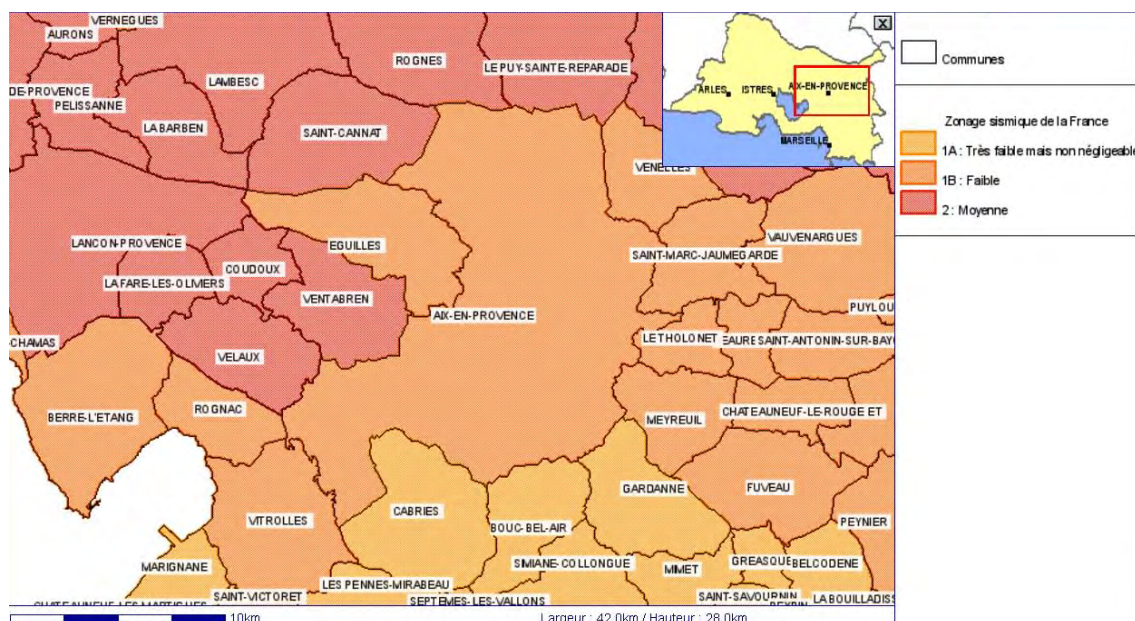 VERNEGUES
AURONS
ROGNES
LE PUY-SAINTE-REPARADE
LAMBESC
DE-PROVENCE
PELISSANNE
LA BARBEN
SAINT-CANNAT
VENELLES
LANCON-PROVENCE
EGUILLES
VAUVENARGUES
SAINT-MARC-JAUMEGARDE
COUDOUX
LA FARE-LES-OLIVIERS
VENTABREN
AIX-EN-PROVENCE
PUYLOU
-CHAMAS
VELAUX
LE THOLONET
EAURE
SAINT-ANTONIN-SUR-BAYO
BERRE-L'ETANG
ROGNAC
MEYREUIL
CHATEAUNEUF-LE-ROUGE ET
GARDANNE
FUVEAU
CABRIES
VITROLLES
BOUC-BEL-AIR
PEYNIER
MARIGNANE
SIMIANE-COLLONGUE
MIMET
GREASQUE
BELCODENE
LES PENNES-MIRABEAU
SAINT-VICTORET
SEPTEMES-LES-VALLONS
SAINT-SAVOURNIN
LA BOUILLADISS
CHATEAUNEUF-LES-MARTIGUES
10km
Largeur : 42.0km / Hauteur : 28.0km
X
ARLES
ISTRES
AIX-EN-PROVENCE
MARSEILLE
Communes
Zonage sismique de la France
1A : Très faible mais non négligeable
1B : Faible
2 : Moyenne